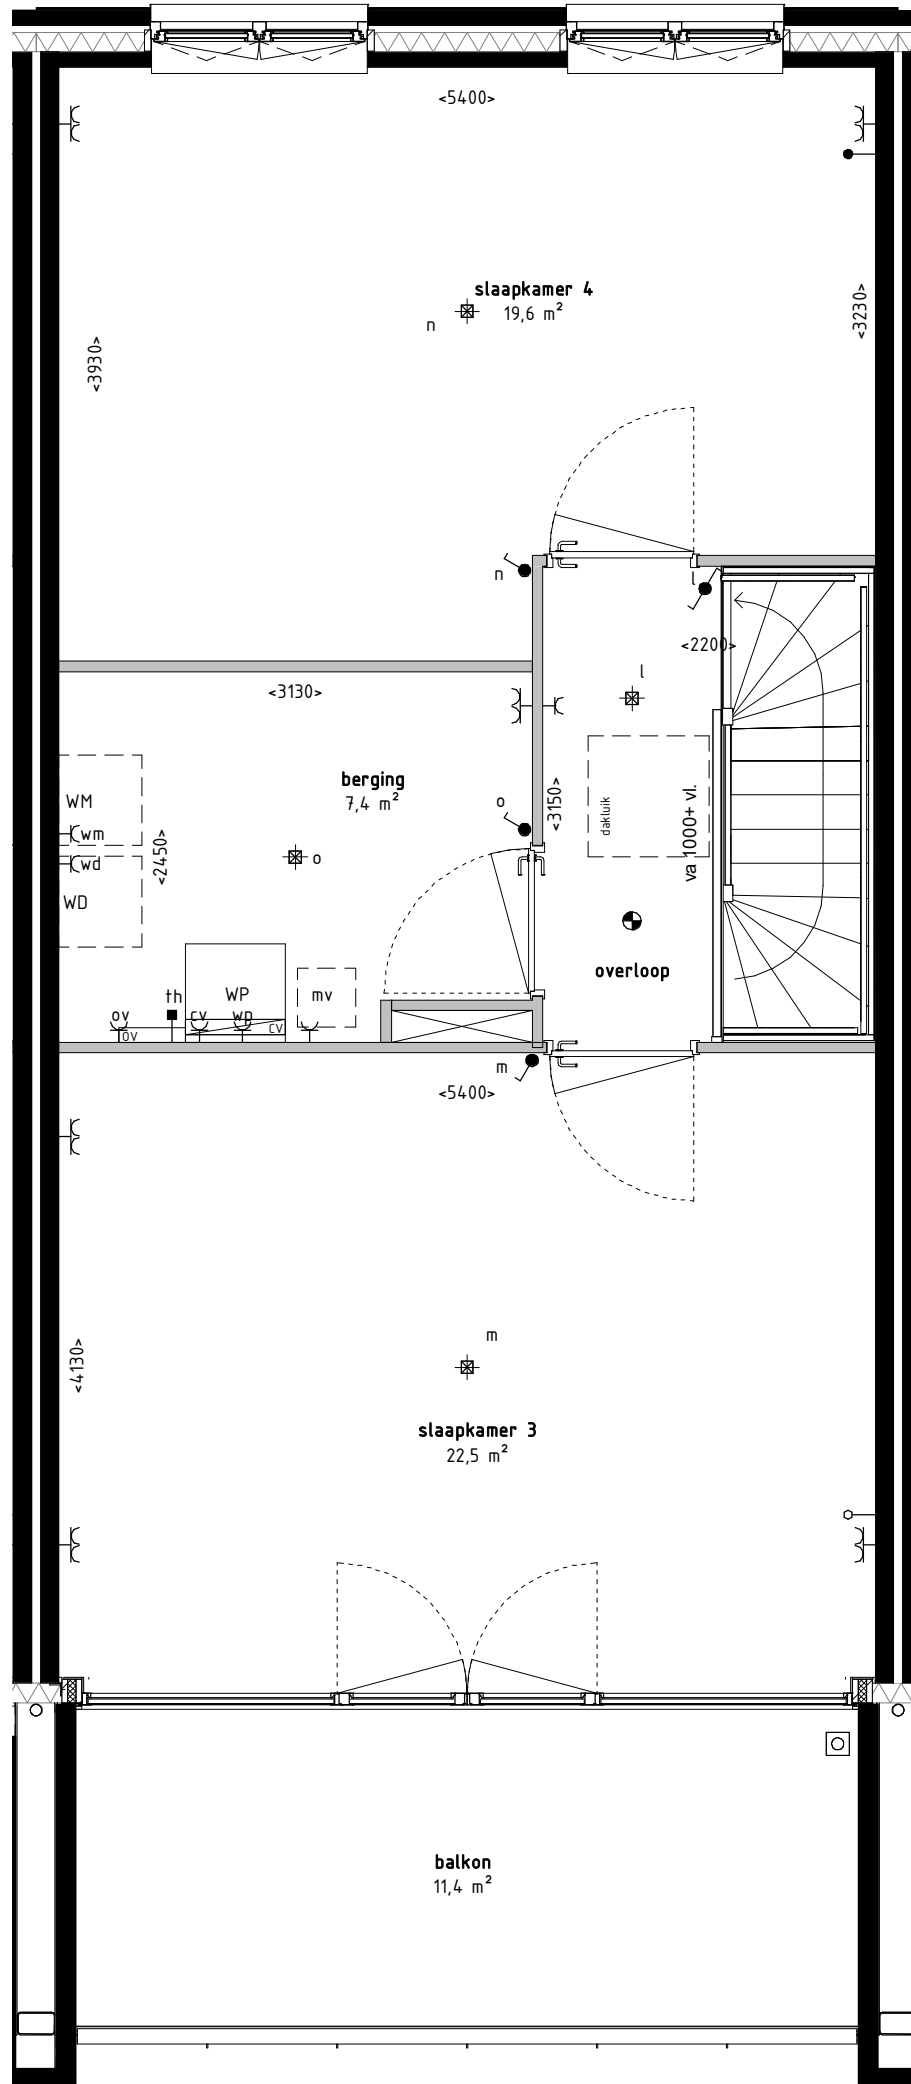 <5400>
slaapkamer 4
19,6 m²
n
<3230>
<3930>
n
l
<2200>
<3130>
l
berging
7,4 m²
WM
wm
wd
WD
<2450>
o
o
<3150>
dakluik
va 1000+ vl.
overloop
th
WP
mv
ov
cv
wp
ov
cv
m
<5400>
<4130>
m
slaapkamer 3
22,5 m²
balkon
11,4 m²